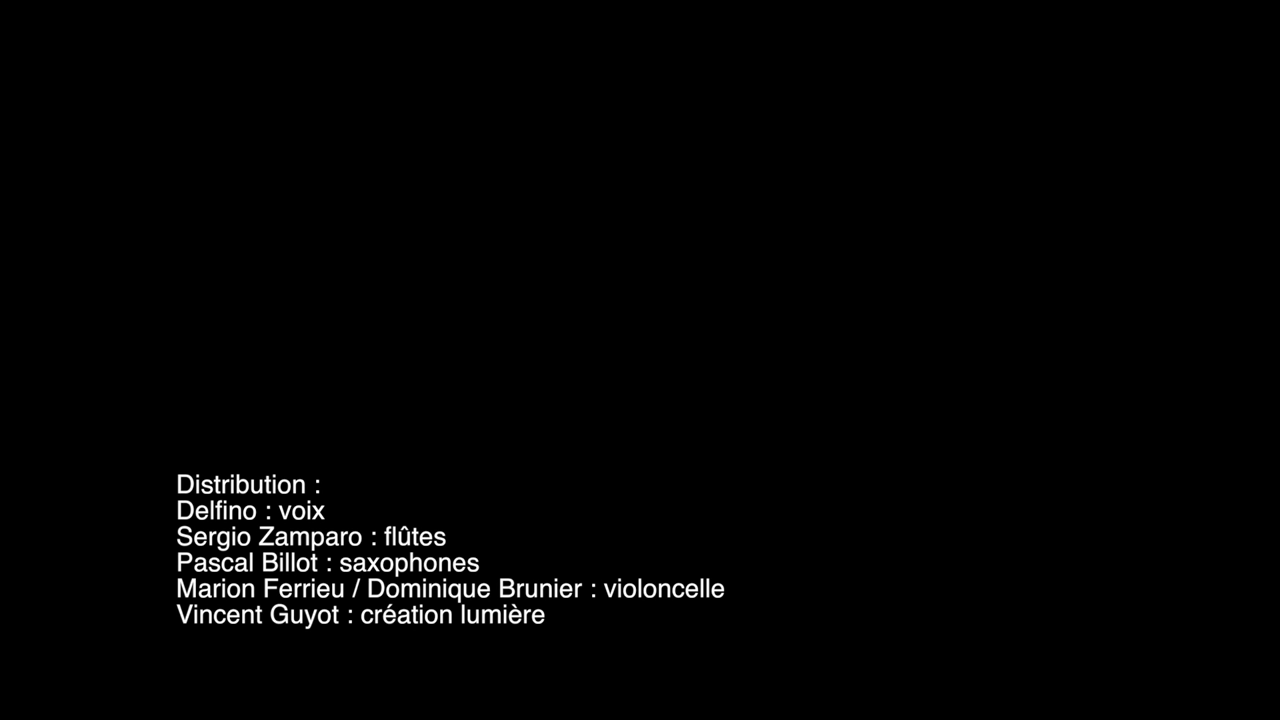 Distribution :
Delfino : voix
Sergio Zamparo : flûtes
Pascal Billot : saxophones
Marion Ferrieu / Dominique Brunier : violoncelle
Vincent Guyot : création lumière